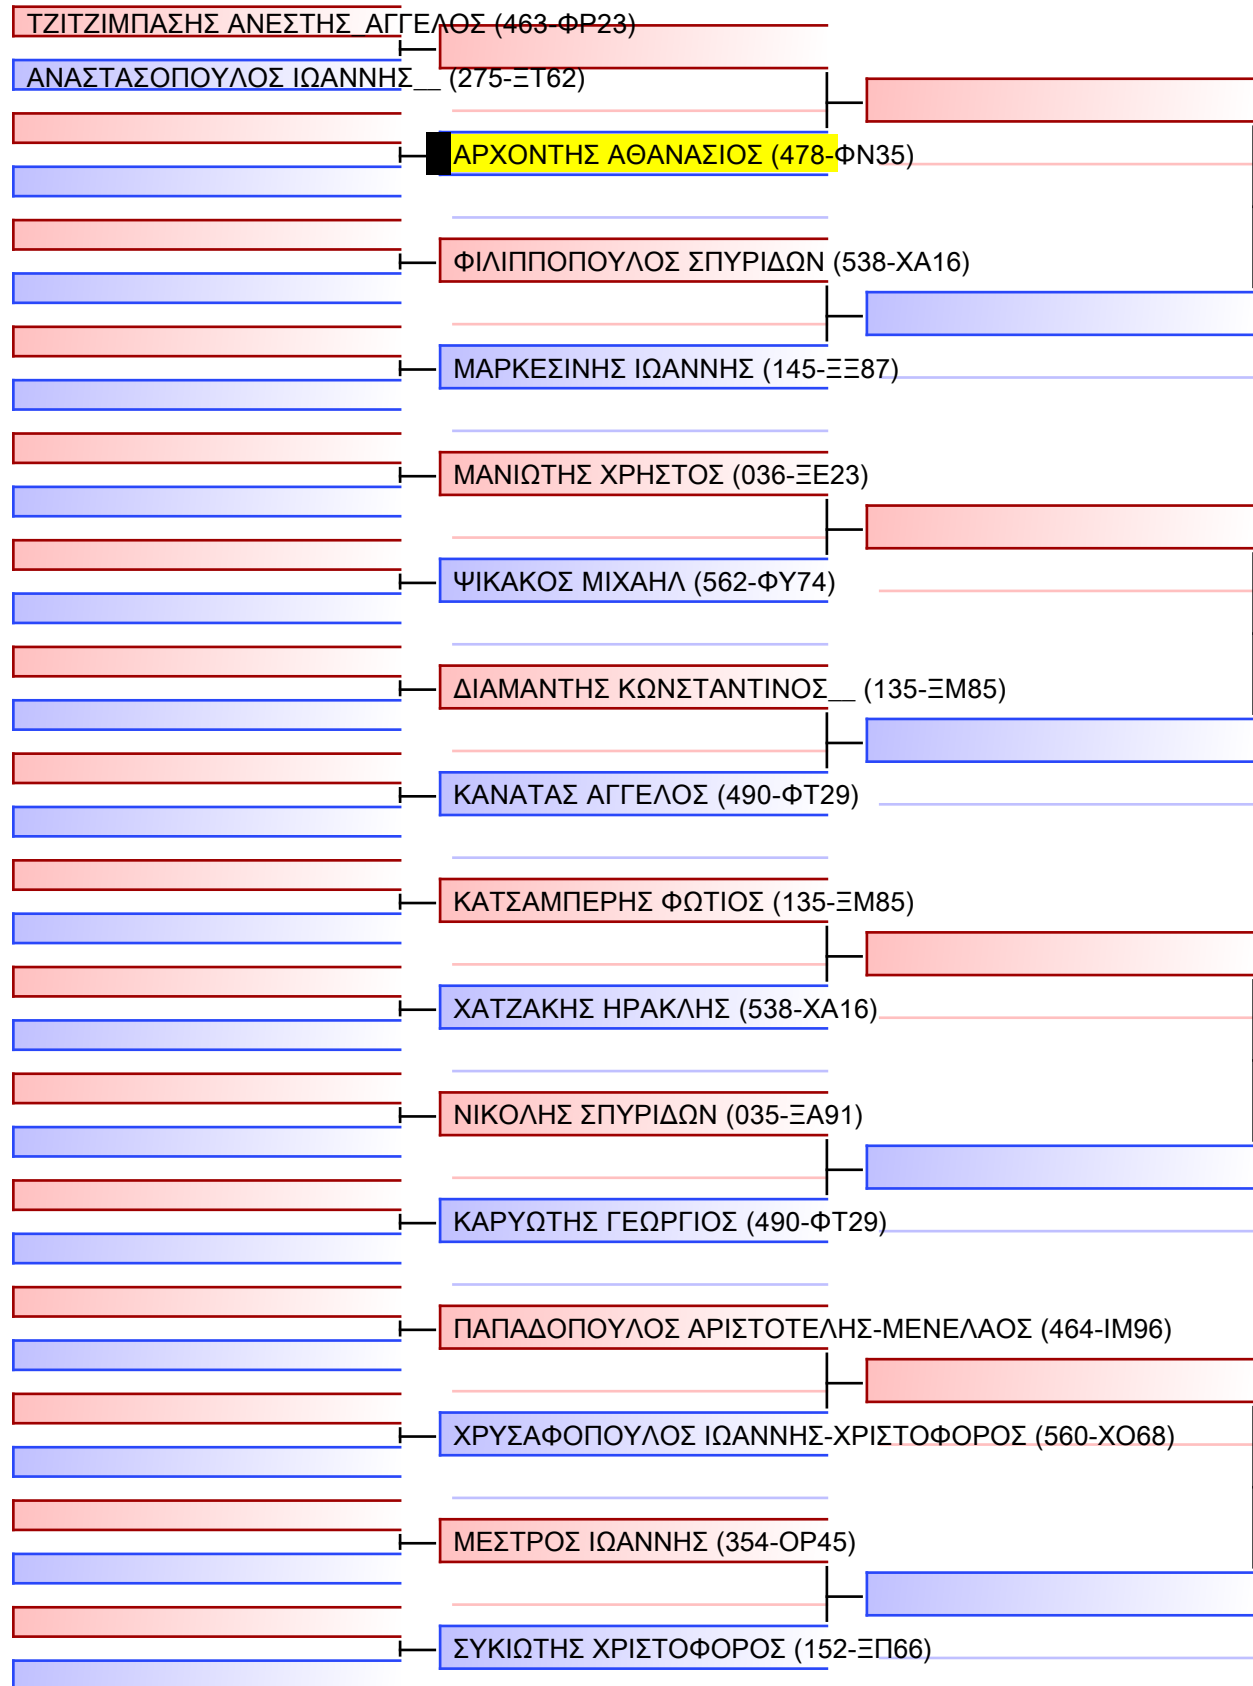 ΤΖΙΤΖΙΜΠΑΣΗΣ ΑΝΕΣΤΗΣ_ΑΓΓΕΛΟΣ (463-ΦΡ23)
ΑΝΑΣΤΑΣΟΠΟΥΛΟΣ ΙΩΑΝΝΗΣ__ (275-ΞΤ62)
ΑΡΧΟΝΤΗΣ ΑΘΑΝΑΣΙΟΣ (478-ΦΝ35)
ΦΙΛΙΠΠΟΠΟΥΛΟΣ ΣΠΥΡΙΔΩΝ (538-ΧΑ16)
ΜΑΡΚΕΣΙΝΗΣ ΙΩΑΝΝΗΣ (145-ΞΞ87)
ΜΑΝΙΩΤΗΣ ΧΡΗΣΤΟΣ (036-ΞΕ23)
ΨΙΚΑΚΟΣ ΜΙΧΑΗΛ (562-ΦΥ74)
ΔΙΑΜΑΝΤΗΣ ΚΩΝΣΤΑΝΤΙΝΟΣ__ (135-ΞΜ85)
ΚΑΝΑΤΑΣ ΑΓΓΕΛΟΣ (490-ΦΤ29)
ΚΑΤΣΑΜΠΕΡΗΣ ΦΩΤΙΟΣ (135-ΞΜ85)
ΧΑΤΖΑΚΗΣ ΗΡΑΚΛΗΣ (538-ΧΑ16)
ΝΙΚΟΛΗΣ ΣΠΥΡΙΔΩΝ (035-ΞΑ91)
ΚΑΡΥΩΤΗΣ ΓΕΩΡΓΙΟΣ (490-ΦΤ29)
ΠΑΠΑΔΟΠΟΥΛΟΣ ΑΡΙΣΤΟΤΕΛΗΣ-ΜΕΝΕΛΑΟΣ (464-ΙΜ96)
ΧΡΥΣΑΦΟΠΟΥΛΟΣ ΙΩΑΝΝΗΣ-ΧΡΙΣΤΟΦΟΡΟΣ (560-ΧΟ68)
ΜΕΣΤΡΟΣ ΙΩΑΝΝΗΣ (354-ΟΡ45)
ΣΥΚΙΩΤΗΣ ΧΡΙΣΤΟΦΟΡΟΣ (152-ΞΠ66)